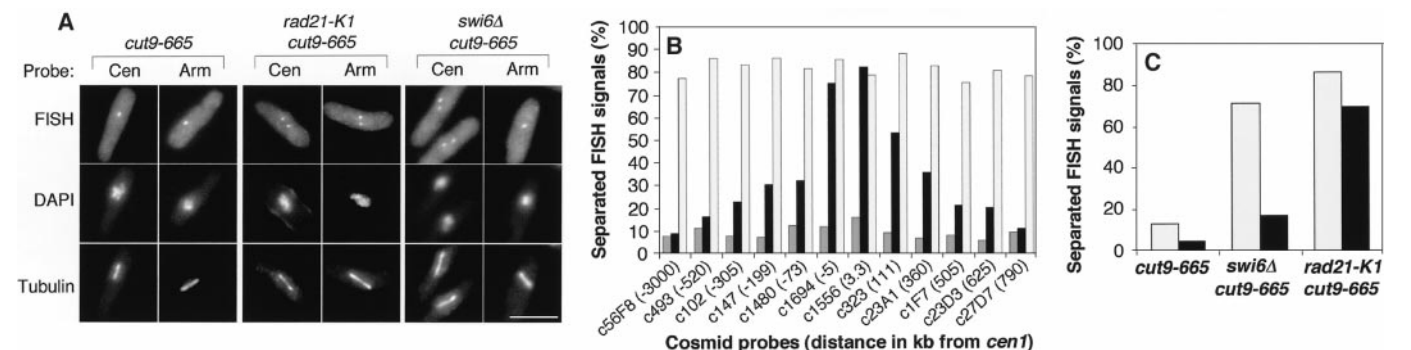 A
rad21-K1 swi6Δ
cut9-665 cut9-665 cut9-665
Probe: Cen Arm Cen Arm Cen Arm
FISH
DAPI
Tubulin
B
Separated FISH signals (%)
100
90
80
70
60
50
40
30
20
10
0
c56F8 (-3000)
c493 (-520)
c102 (-305)
c147 (-199)
c1480 (-73)
c1694 (-5)
c1556 (3.3)
c323 (111)
c23A1 (360)
c1F7 (505)
c23D3 (625)
c27D7 (790)
Cosmid probes (distance in kb from cen1)
C
Separated FISH signals (%)
100
80
60
40
20
0
cut9-665 swi6Δ rad21-K1
cut9-665 cut9-665